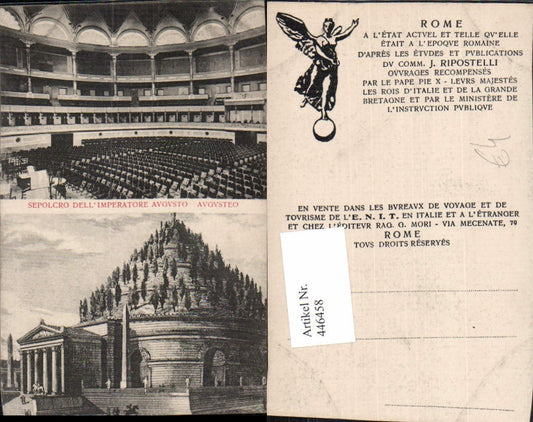 SEPOLCRO DELL'IMPERATORE AVGVSTO AVGVSTEO
ROME
A L'ÉTAT ACTVEL ET TELLE QV'ELLE
ÉTAIT A L'EPOQVE ROMAINE
D'APRÈS LES ÉTVDES ET PVBLICATIONS
DV COMM. J. RIPOSTELLI
OVVRAGES RECOMPENSÉS
PAR LE PAPE PIE X - LEVRS MAJESTÉS
LES ROIS D'ITALIE ET DE LA GRANDE
BRETAGNE ET PAR LE MINISTÈRE DE
L'INSTRVCTION PVBLIQVE
EN VENTE DANS LES BVREAVX DE VOYAGE ET DE
TOVRISME DE L'E. N. I. T. EN ITALIE ET A L'ÉTRANGER
ET CHEZ L'ÉDITEVR RAG. G. MORI - VIA MECENATE, 79
ROME
TOVS DROITS RÉSERVÉS
Artikel Nr.
446458